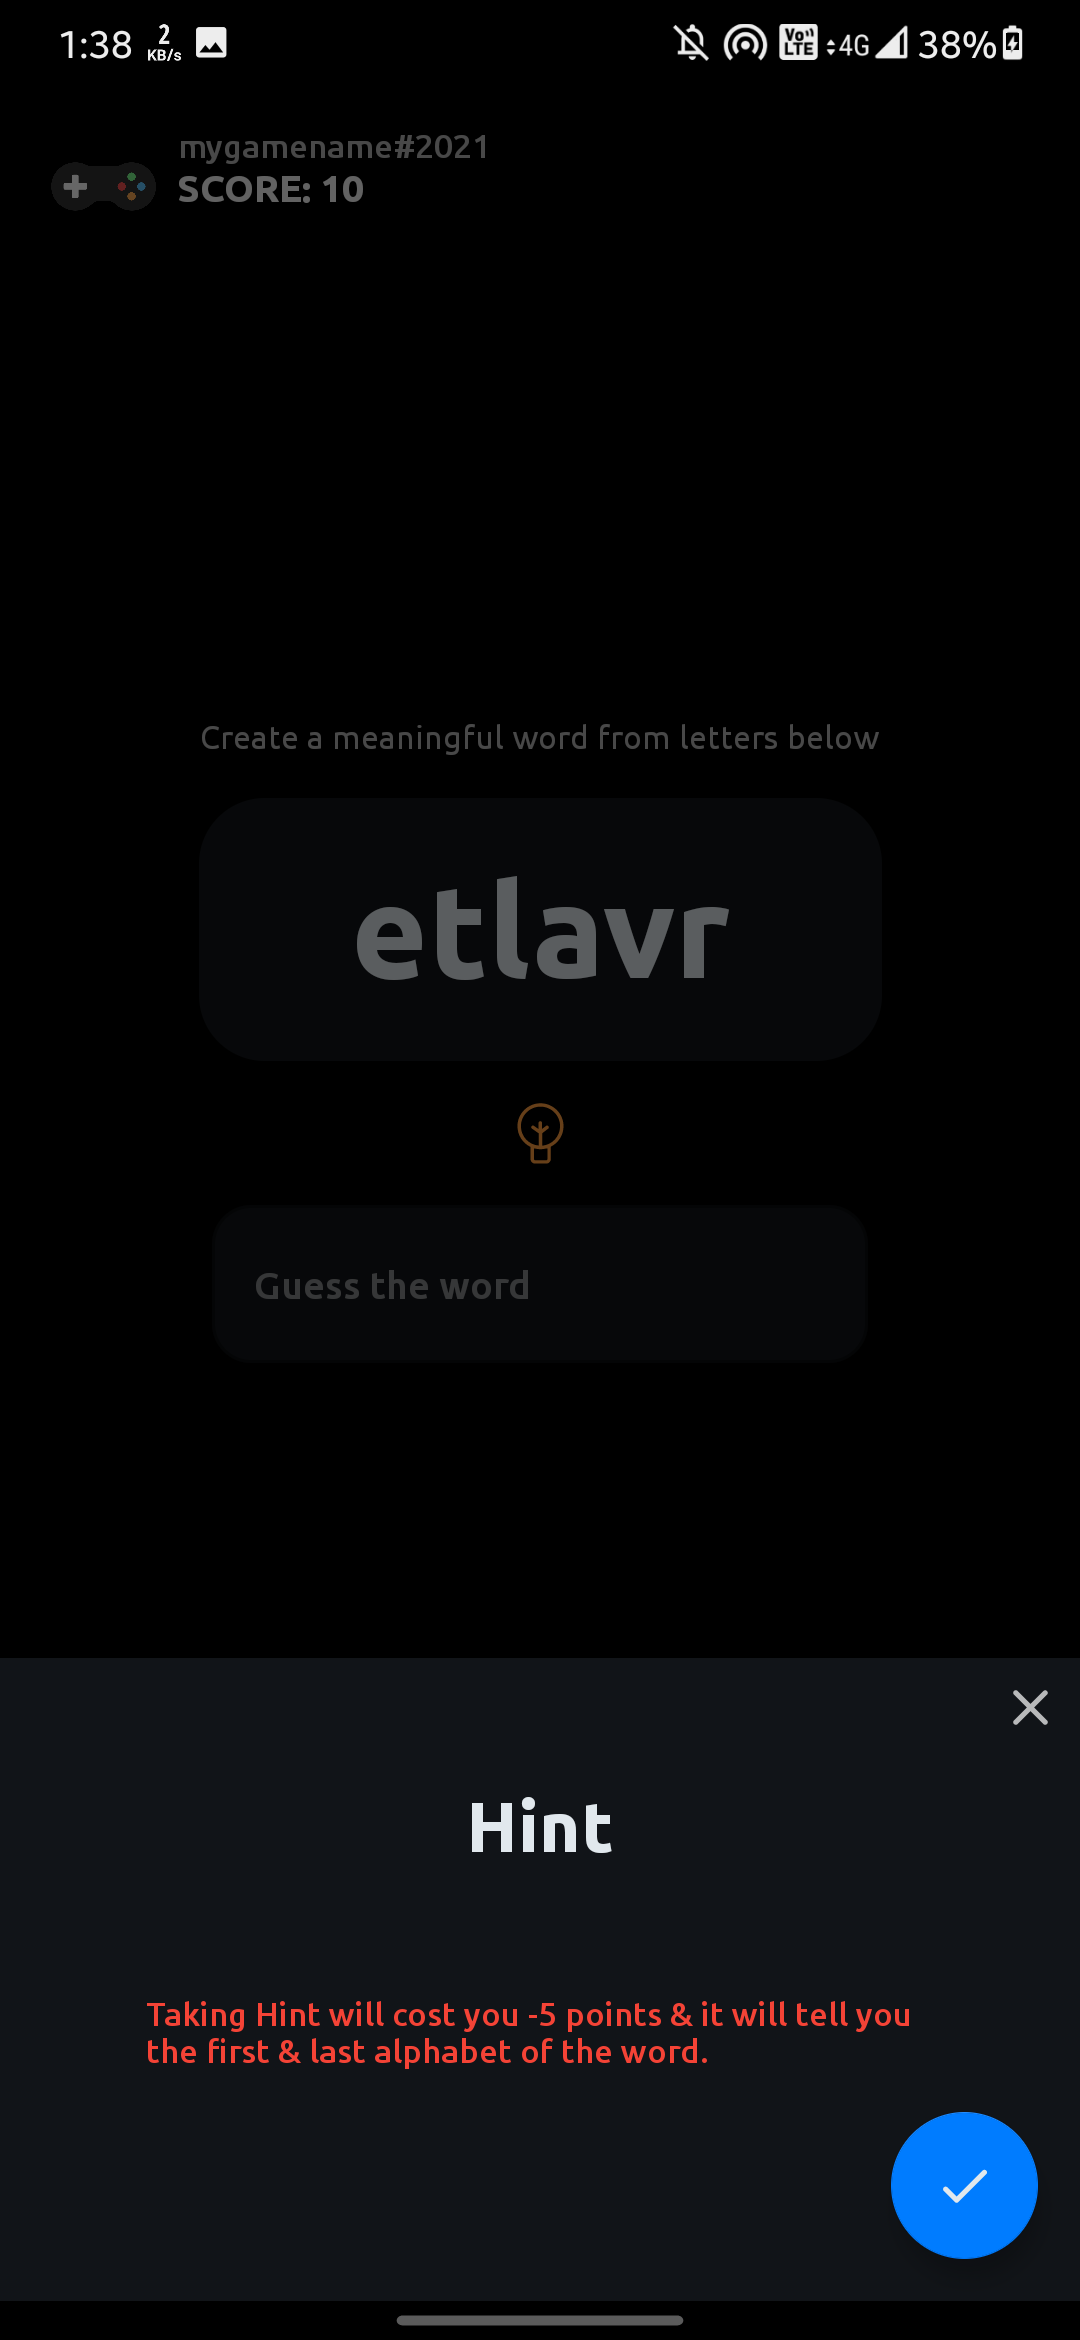 1:38 2 KB/s Vo LTE 4G 38%
mygamename#2021
SCORE: 10
Create a meaningful word from letters below
etlavr
Guess the word
Hint
Taking Hint will cost you -5 points & it will tell you
the first & last alphabet of the word.